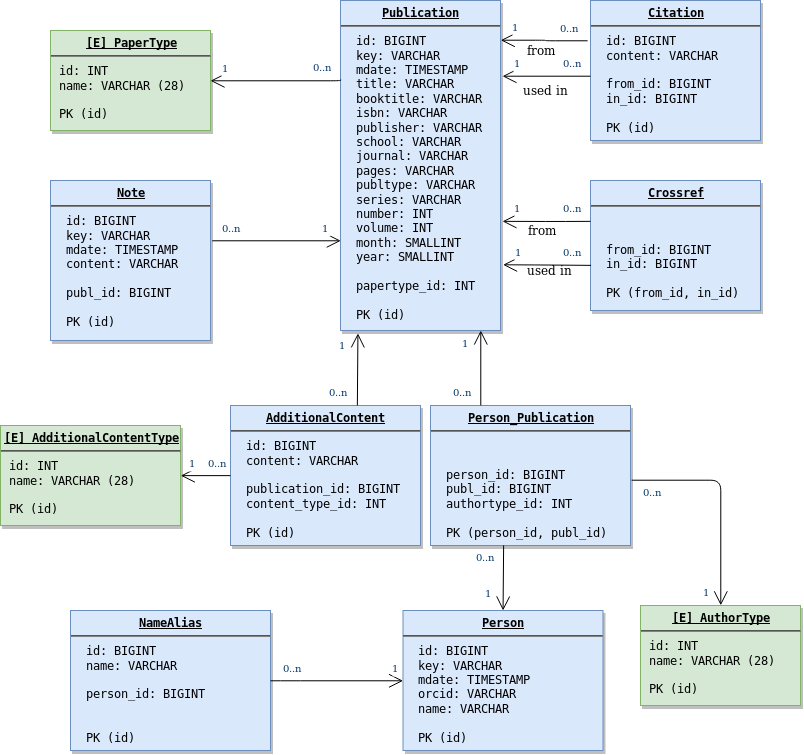 [E] PaperType
id: INT
name: VARCHAR (28)
PK (id)
1
0..n
Publication
id: BIGINT
key: VARCHAR
mdate: TIMESTAMP
title: VARCHAR
booktitle: VARCHAR
isbn: VARCHAR
publisher: VARCHAR
school: VARCHAR
journal: VARCHAR
pages: VARCHAR
publtype: VARCHAR
series: VARCHAR
number: INT
volume: INT
month: SMALLINT
year: SMALLINT
papertype_id: INT
PK (id)
1
0..n
from
1
0..n
used in
Citation
id: BIGINT
content: VARCHAR
from_id: BIGINT
in_id: BIGINT
PK (id)
Note
id: BIGINT
key: VARCHAR
mdate: TIMESTAMP
content: VARCHAR
publ_id: BIGINT
PK (id)
0..n
1
1
0..n
from
1
0..n
used in
Crossref
from_id: BIGINT
in_id: BIGINT
PK (from_id, in_id)
1
0..n
1
0..n
[E] AdditionalContentType
id: INT
name: VARCHAR (28)
PK (id)
1
0..n
AdditionalContent
id: BIGINT
content: VARCHAR
publication_id: BIGINT
content_type_id: INT
PK (id)
Person_Publication
person_id: BIGINT
publ_id: BIGINT
authortype_id: INT
PK (person_id, publ_id)
0..n
1
0..n
1
NameAlias
id: BIGINT
name: VARCHAR
person_id: BIGINT
PK (id)
0..n
1
Person
id: BIGINT
key: VARCHAR
mdate: TIMESTAMP
orcid: VARCHAR
name: VARCHAR
PK (id)
[E] AuthorType
id: INT
name: VARCHAR (28)
PK (id)